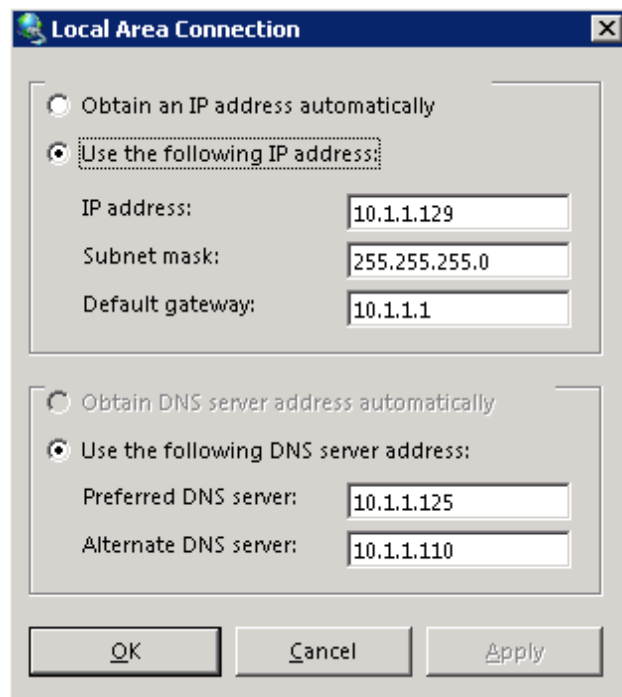 Local Area Connection
Obtain an IP address automatically
Use the following IP address:
IP address: 10.1.1.129
Subnet mask: 255.255.255.0
Default gateway: 10.1.1.1
Obtain DNS server address automatically
Use the following DNS server address:
Preferred DNS server: 10.1.1.125
Alternate DNS server: 10.1.1.110
OK Cancel Apply